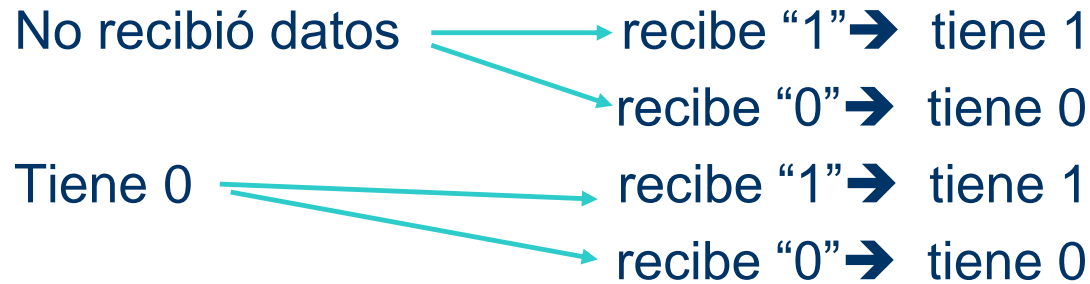 No recibió datos recibe “1”➔ tiene 1
recibe “0”➔ tiene 0
Tiene 0 recibe “1”➔ tiene 1
recibe “0”➔ tiene 0